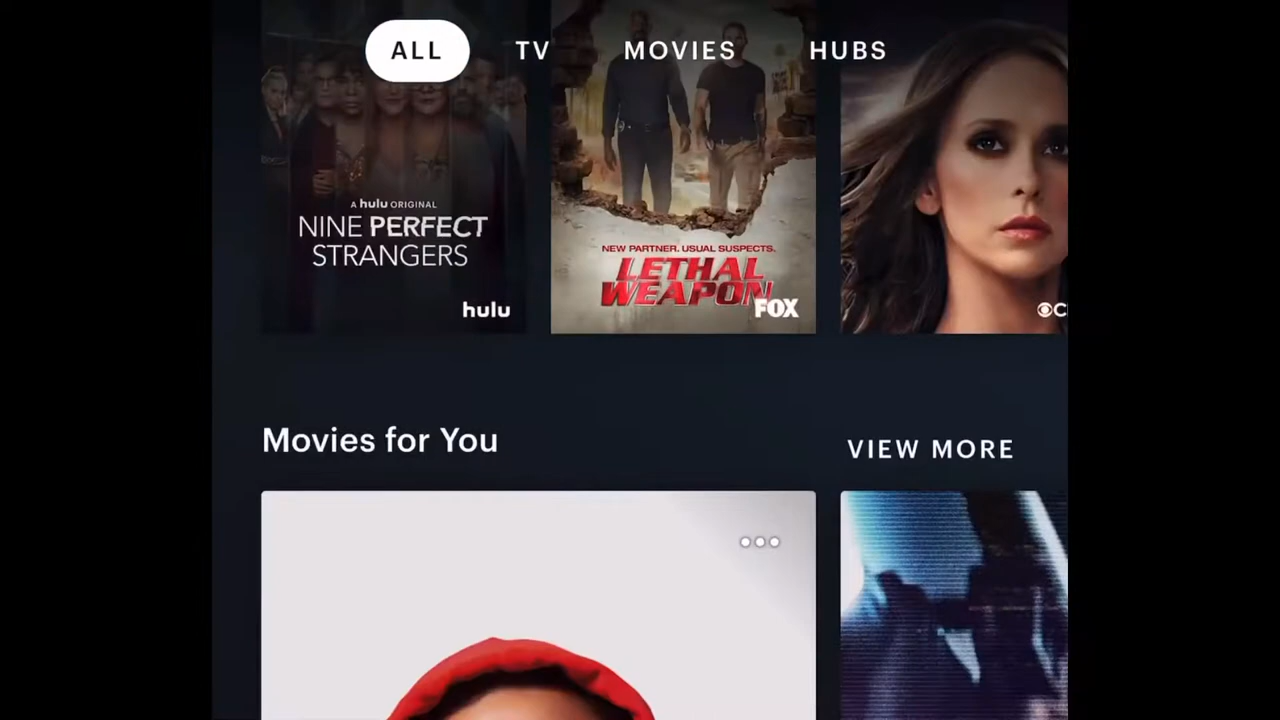 ALL TV MOVIES HUBS
A hulu ORIGINAL
NINE PERFECT
STRANGERS
hulu
NEW PARTNER. USUAL SUSPECTS.
LETHAL
WEAPON
FOX
Movies for You
VIEW MORE